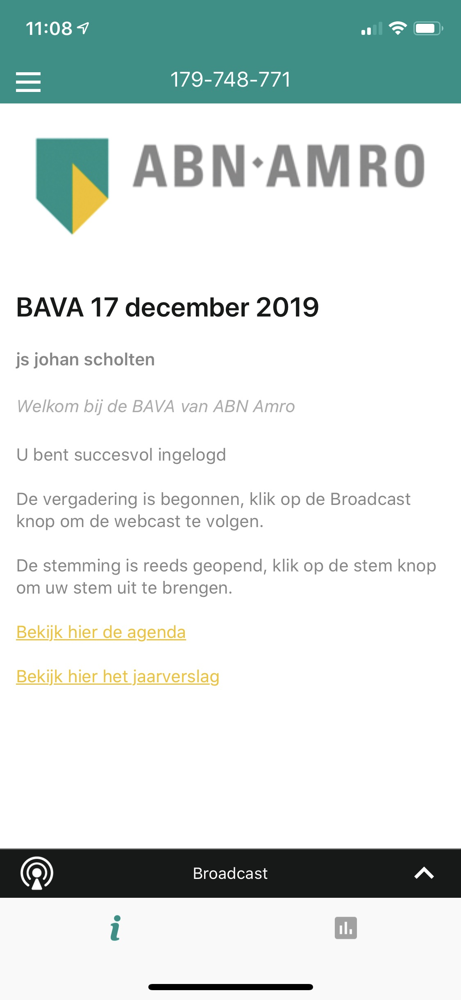 11:08
179-748-771
ABN·AMRO
BAVA 17 december 2019
js johan scholten
Welkom bij de BAVA van ABN Amro
U bent succesvol ingelogd
De vergadering is begonnen, klik op de Broadcast
knop om de webcast te volgen.
De stemming is reeds geopend, klik op de stem knop
om uw stem uit te brengen.
Bekijk hier de agenda
Bekijk hier het jaarverslag
Broadcast